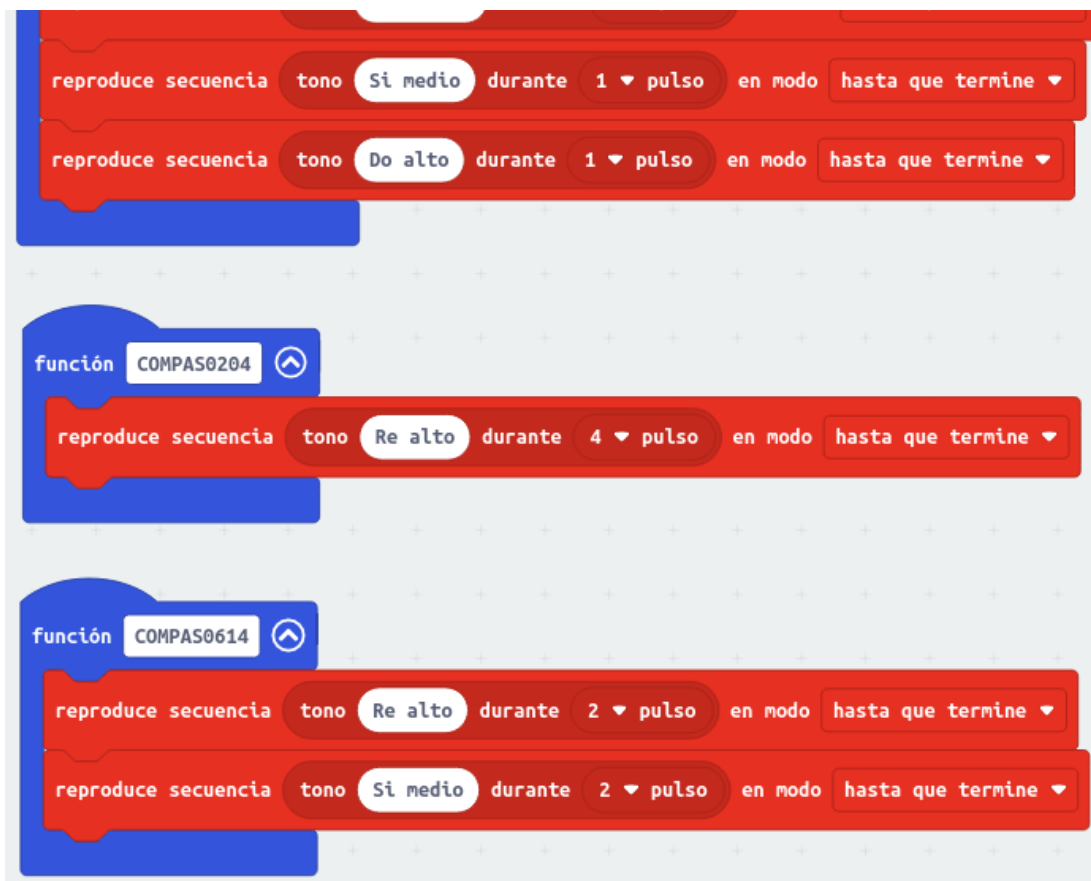 reproduce secuencia tono Si medio durante 1 pulso en modo hasta que termine
reproduce secuencia tono Do alto durante 1 pulso en modo hasta que termine
función COMPAS0204
reproduce secuencia tono Re alto durante 4 pulso en modo hasta que termine
función COMPAS0614
reproduce secuencia tono Re alto durante 2 pulso en modo hasta que termine
reproduce secuencia tono Si medio durante 2 pulso en modo hasta que termine